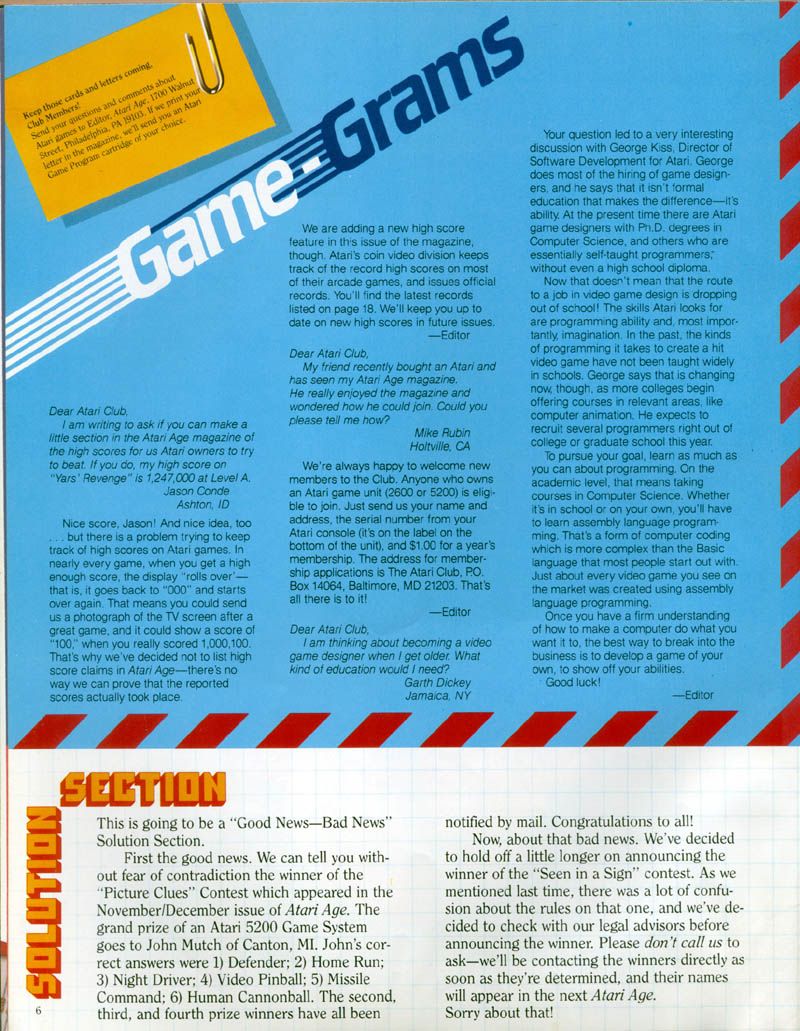 Keep those cards and letters coming,
Club Members!
Send your questions and comments about
Atari games to Editor, Atari Age, 1700 Walnut
Street, Philadelphia, PA 19103. If we print your
letter in the magazine, we'll send you an Atari
Game Program cartridge of your choice.
Game-Grams
Dear Atari Club,
I am writing to ask if you can make a
little section in the Atari Age magazine of
the high scores for us Atari owners to try
to beat. If you do, my high score on
"Yars' Revenge" is 1,247,000 at Level A.
Jason Conde
Ashton, ID
Nice score, Jason! And nice idea, too
. . . but there is a problem trying to keep
track of high scores on Atari games. In
nearly every game, when you get a high
enough score, the display "rolls over"—
that is, it goes back to "000" and starts
over again. That means you could send
us a photograph of the TV screen after a
great game, and it could show a score of
"100," when you really scored 1,000,100.
That's why we've decided not to list high
score claims in Atari Age—there's no
way we can prove that the reported
scores actually took place.
We are adding a new high score
feature in this issue of the magazine,
though. Atari's coin video division keeps
track of the record high scores on most
of their arcade games, and issues official
records. You'll find the latest records
listed on page 18. We'll keep you up to
date on new high scores in future issues.
—Editor
Dear Atari Club,
My friend recently bought an Atari and
has seen my Atari Age magazine.
He really enjoyed the magazine and
wondered how he could join. Could you
please tell me how?
Mike Rubin
Holtville, CA
We're always happy to welcome new
members to the Club. Anyone who owns
an Atari game unit (2600 or 5200) is eligi-
ble to join. Just send us your name and
address, the serial number from your
Atari console (it's on the label on the
bottom of the unit), and $1.00 for a year's
membership. The address for member-
ship applications is The Atari Club, P.O.
Box 14064, Baltimore, MD 21203. That's
all there is to it!
—Editor
Dear Atari Club,
I am thinking about becoming a video
game designer when I get older. What
kind of education would I need?
Garth Dickey
Jamaica, NY
Your question led to a very interesting
discussion with George Kiss, Director of
Software Development for Atari. George
does most of the hiring of game design-
ers, and he says that it isn't formal
education that makes the difference—it's
ability. At the present time there are Atari
game designers with Ph.D. degrees in
Computer Science, and others who are
essentially self-taught programmers,
without even a high school diploma.
Now that doesn't mean that the route
to a job in video game design is dropping
out of school! The skills Atari looks for
are programming ability and, most impor-
tantly, imagination. In the past, the kinds
of programming it takes to create a hit
video game have not been taught widely
in schools. George says that is changing
now, though, as more colleges begin
offering courses in relevant areas, like
computer animation. He expects to
recruit several programmers right out of
college or graduate school this year.
To pursue your goal, learn as much as
you can about programming. On the
academic level, that means taking
courses in Computer Science. Whether
it's in school or on your own, you'll have
to learn assembly language program-
ming. That's a form of computer coding
which is more complex than the Basic
language that most people start out with.
Just about every video game you see on
the market was created using assembly
language programming.
Once you have a firm understanding
of how to make a computer do what you
want it to, the best way to break into the
business is to develop a game of your
own, to show off your abilities.
Good luck!
—Editor
SOLUTION SECTION
This is going to be a "Good News—Bad News"
Solution Section.
First the good news. We can tell you with-
out fear of contradiction the winner of the
"Picture Clues" Contest which appeared in the
November/December issue of Atari Age. The
grand prize of an Atari 5200 Game System
goes to John Mutch of Canton, MI. John's cor-
rect answers were 1) Defender; 2) Home Run;
3) Night Driver; 4) Video Pinball; 5) Missile
Command; 6) Human Cannonball. The second,
third, and fourth prize winners have all been
notified by mail. Congratulations to all!
Now, about that bad news. We've decided
to hold off a little longer on announcing the
winner of the "Seen in a Sign" contest. As we
mentioned last time, there was a lot of confu-
sion about the rules on that one, and we've de-
cided to check with our legal advisors before
announcing the winner. Please don't call us to
ask—we'll be contacting the winners directly as
soon as they're determined, and their names
will appear in the next Atari Age.
Sorry about that!
6